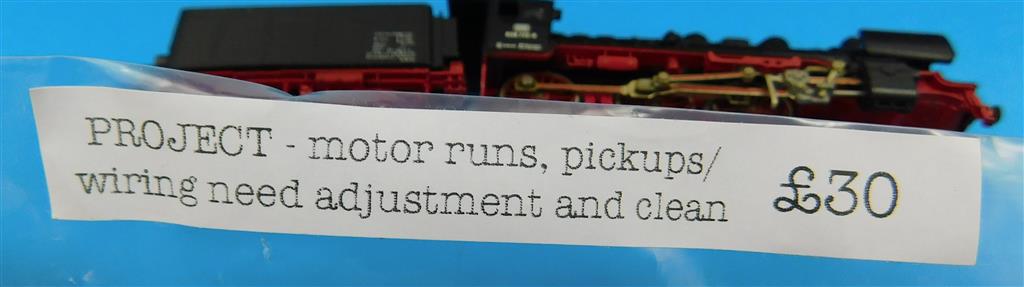 PROJECT - motor runs, pickups/
wiring need adjustment and clean
£30